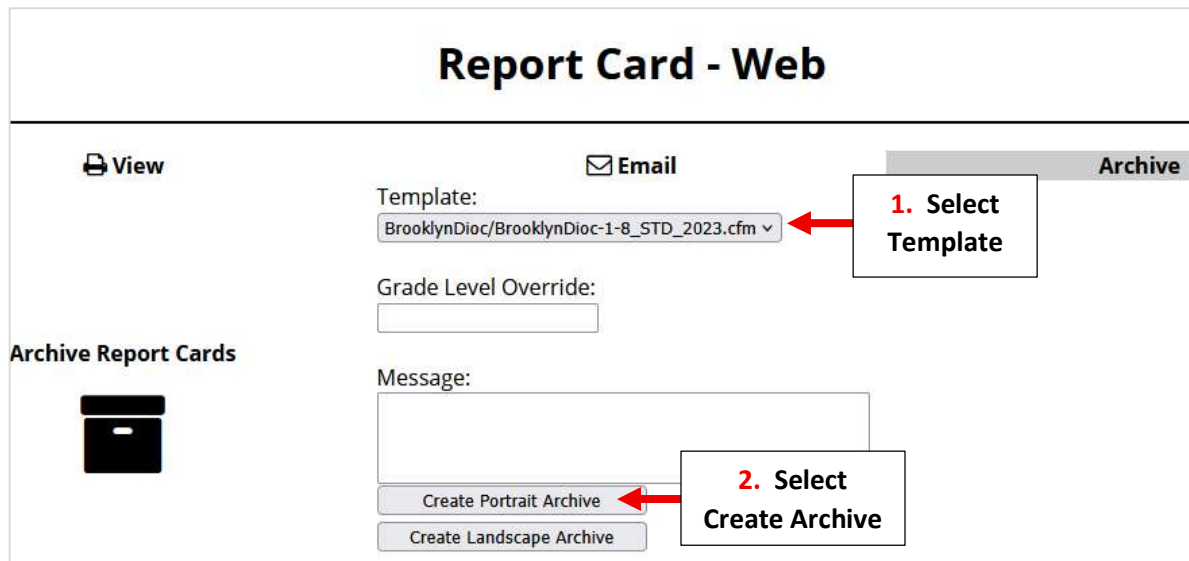 Report Card - Web
View
Email
Archive
Template:
BrooklynDioc/BrooklynDioc-1-8_STD_2023.cfm
1. Select
Template
Grade Level Override:
Archive Report Cards
Message:
2. Select
Create Archive
Create Portrait Archive
Create Landscape Archive